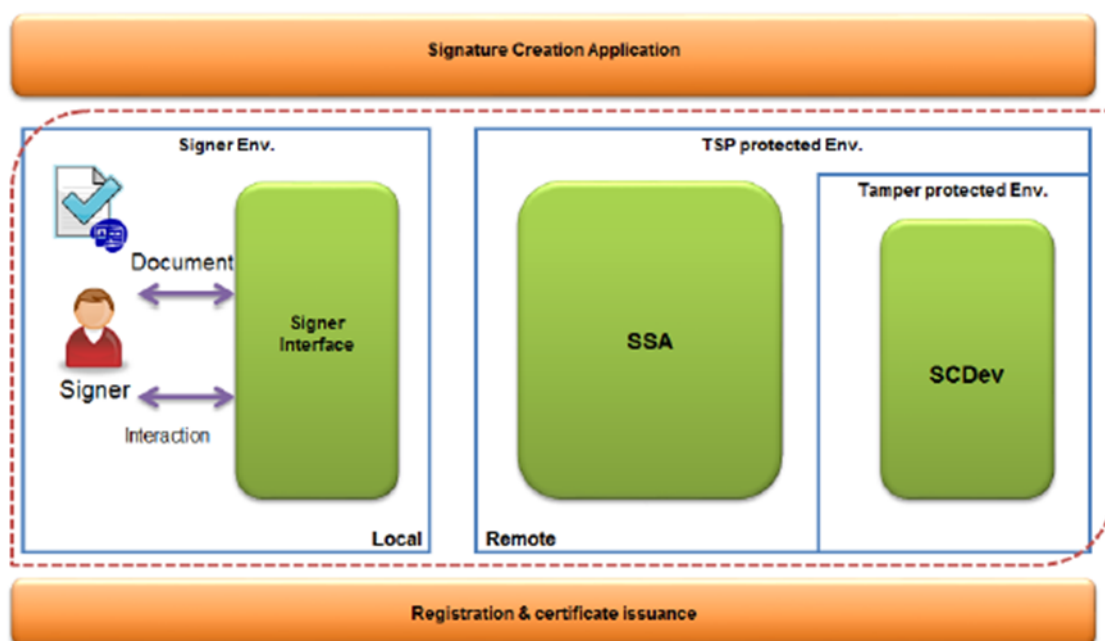 Signature Creation Application
Signer Env.
TSP protected Env.
Tamper protected Env.
Document
Signer
Interface
SSA
SCDev
Signer
Interaction
Local
Remote
Registration & certificate issuance